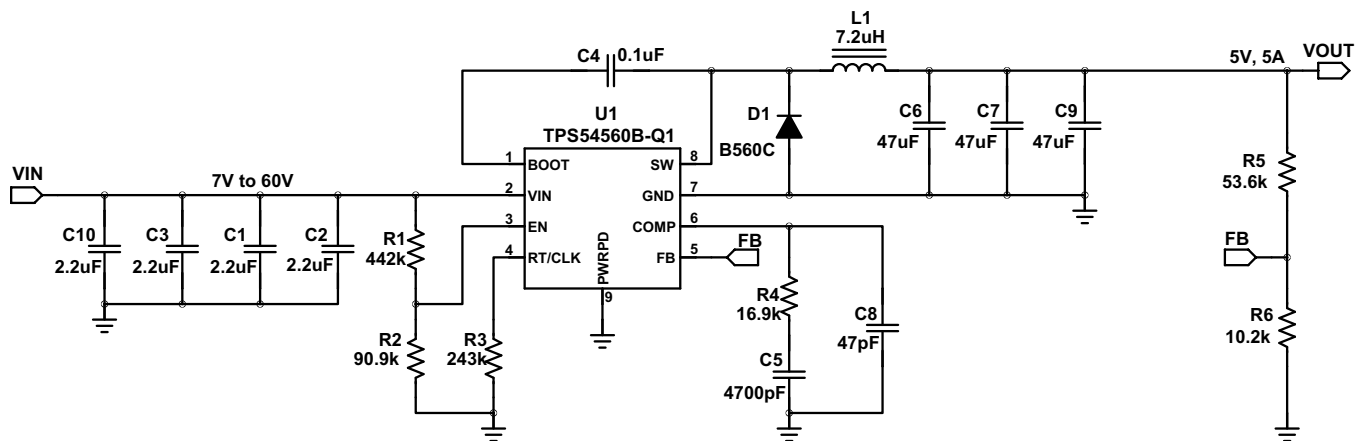 L1
7.2uH
C4
0.1uF
5V, 5A
VOUT
U1
TPS54560B-Q1
D1
B560C
C6
47uF
C7
47uF
C9
47uF
1
BOOT
SW
8
R5
53.6k
VIN
7V to 60V
2
VIN
GND
7
3
EN
COMP
6
4
RT/CLK
FB
5
FB
FB
PWRPD
9
C10
2.2uF
C3
2.2uF
C1
2.2uF
C2
2.2uF
R1
442k
R4
16.9k
C8
47pF
R6
10.2k
R2
90.9k
R3
243k
C5
4700pF